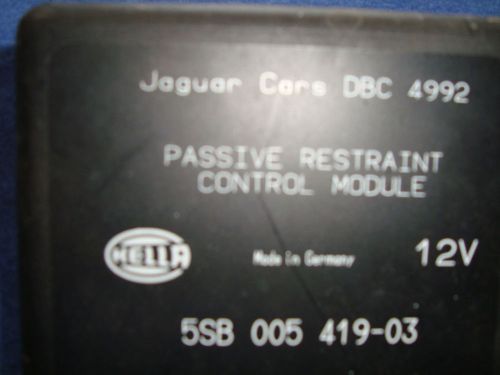 Jaguar Cars DBC 4992
PASSIVE RESTRAINT
CONTROL MODULE
HELLA Made in Germany 12V
5SB 005 419-03